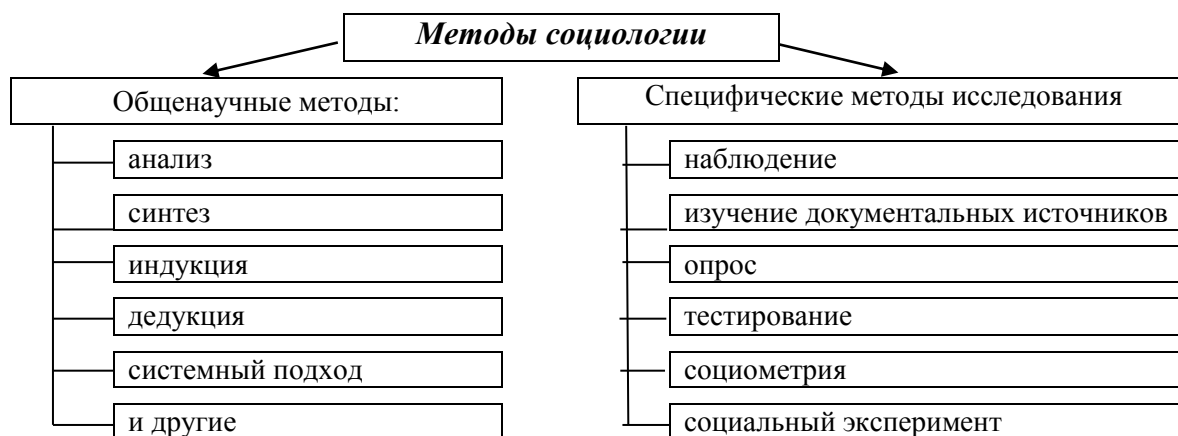 Методы социологии
Общенаучные методы:
анализ
синтез
индукция
дедукция
системный подход
и другие
Специфические методы исследования
наблюдение
изучение документальных источников
опрос
тестирование
социометрия
социальный эксперимент